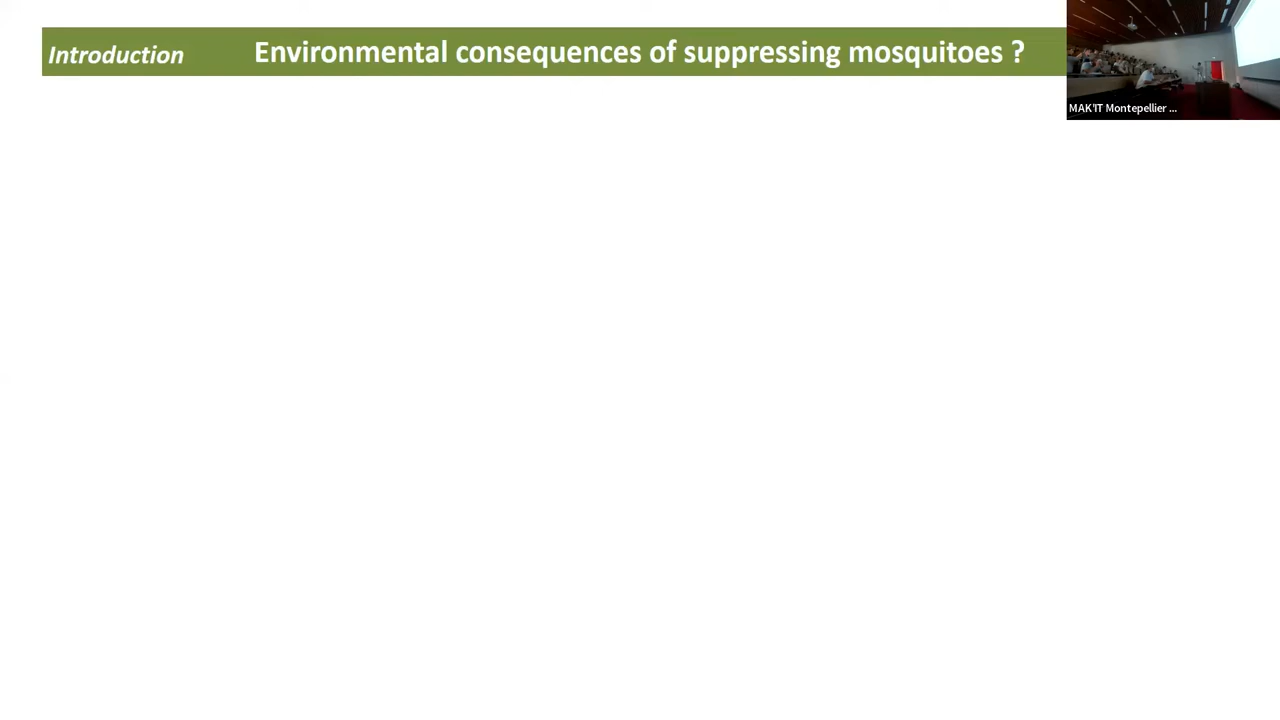 Introduction
Environmental consequences of suppressing mosquitoes ?
MAK'IT Montepellier ...